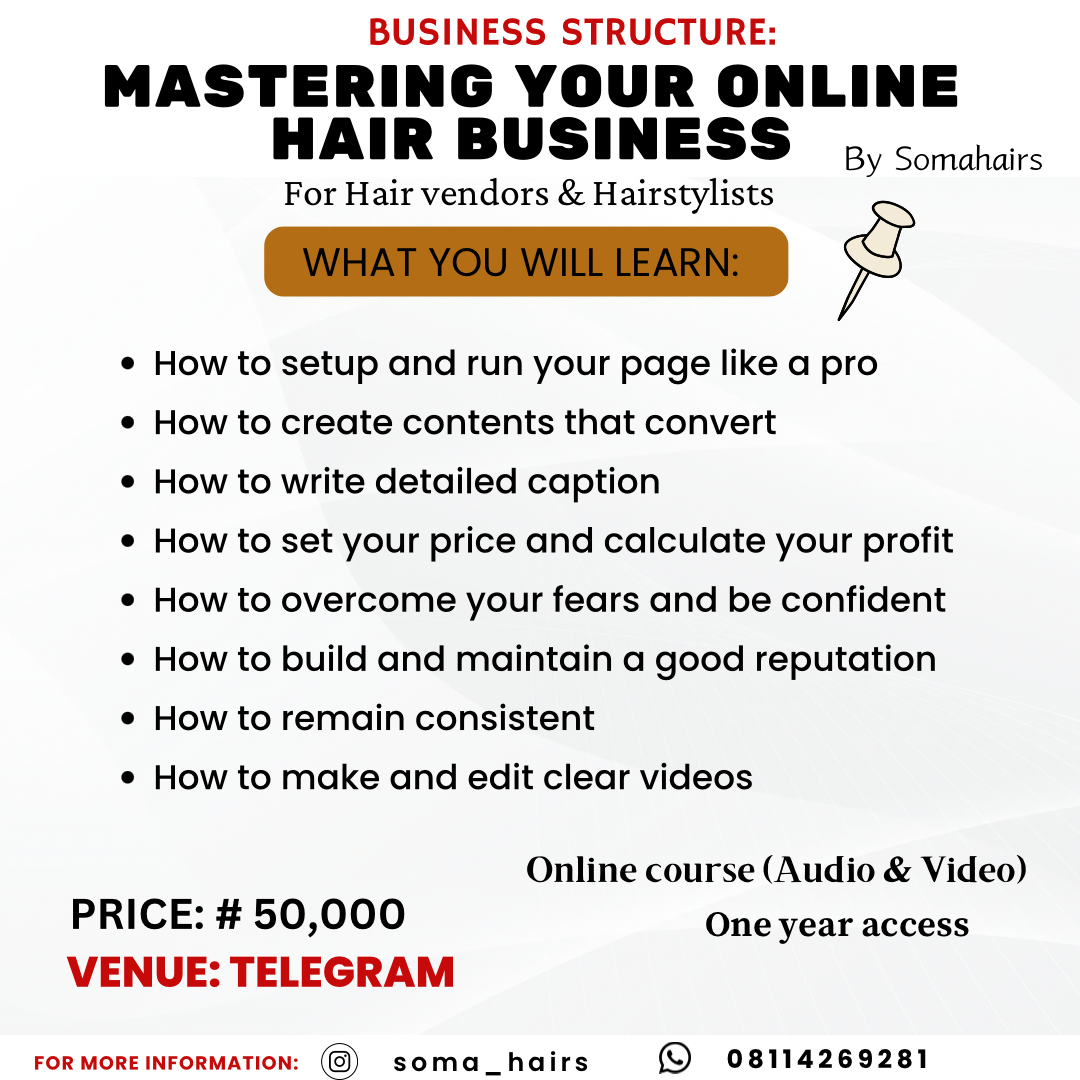 BUSINESS STRUCTURE:
MASTERING YOUR ONLINE
HAIR BUSINESS
By Somahairs
For Hair vendors & Hairstylists
WHAT YOU WILL LEARN:
• How to setup and run your page like a pro
• How to create contents that convert
• How to write detailed caption
• How to set your price and calculate your profit
• How to overcome your fears and be confident
• How to build and maintain a good reputation
• How to remain consistent
• How to make and edit clear videos
Online course (Audio & Video)
PRICE: # 50,000
One year access
VENUE: TELEGRAM
FOR MORE INFORMATION: soma_hairs 08114269281